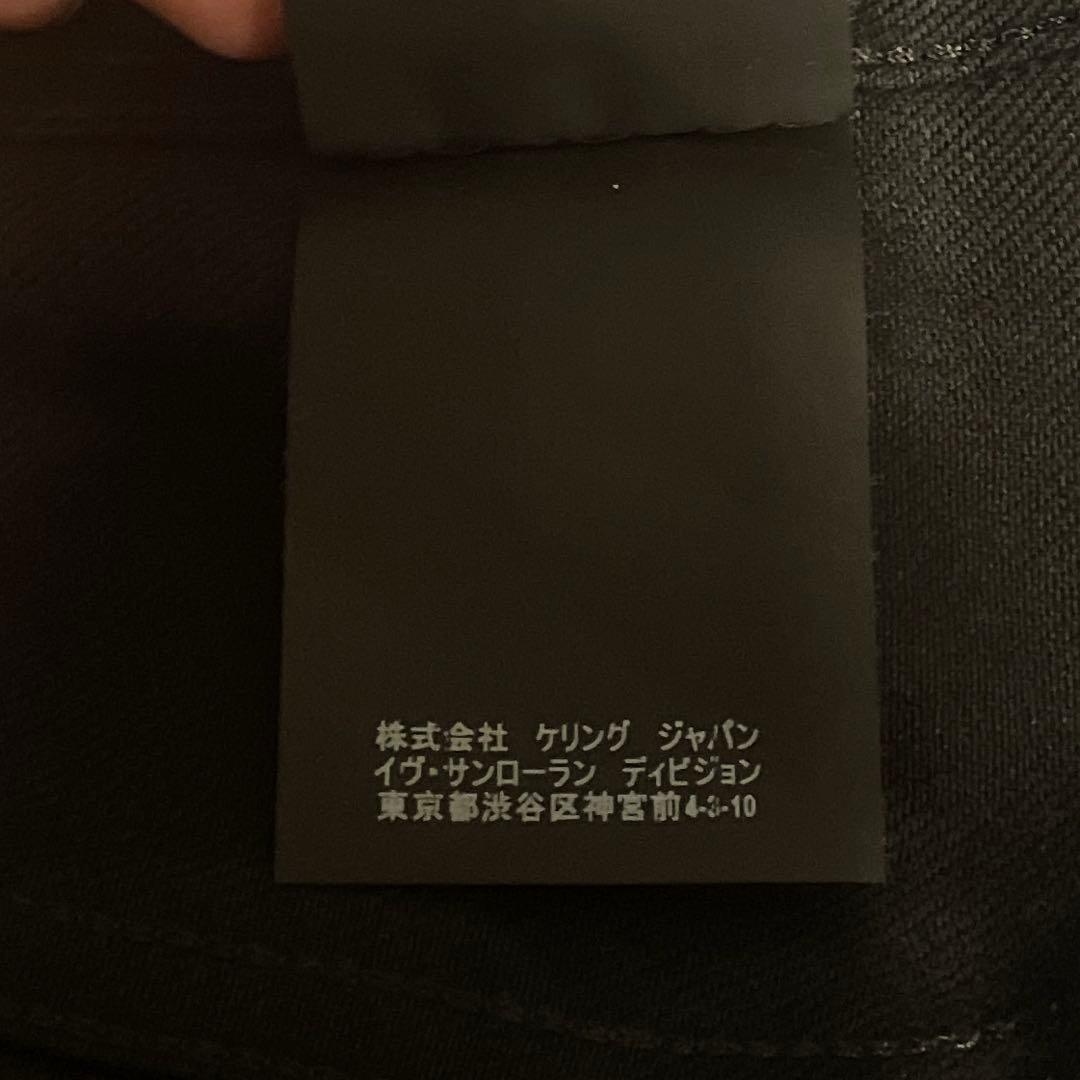 株式会社 ケリング ジャパン
イヴ・サンローラン ディビジョン
東京都渋谷区神宮前4-3-10